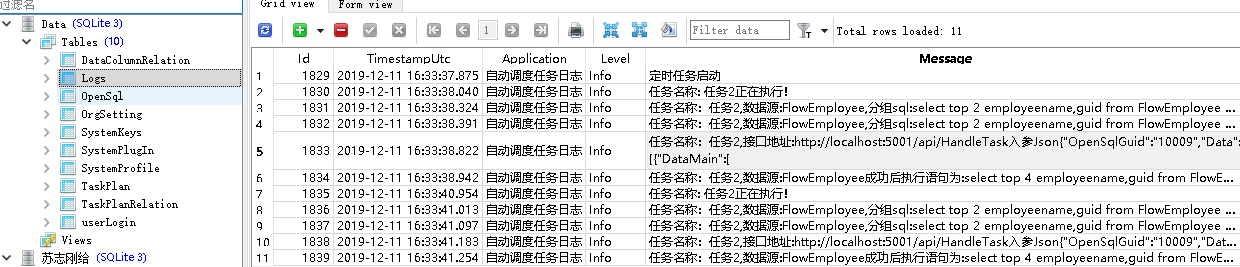 过滤名
Data (SQLite 3)
Tables (10)
DataColumnRelation
Logs
OpenSql
OrgSetting
SystemKeys
SystemPlugIn
SystemProfile
TaskPlan
TaskPlanRelation
userLogin
Views
苏志刚给 (SQLite 3)
Grid view Form view
1 Filter data Total rows loaded: 11
Id TimestampUtc Application Level Message
1 1829 2019-12-11 16:33:37.875 自动调度任务日志 Info 定时任务启动
2 1830 2019-12-11 16:33:38.040 自动调度任务日志 Info 任务名称: 任务2正在执行!
3 1831 2019-12-11 16:33:38.324 自动调度任务日志 Info 任务名称：任务2,数据源:FlowEmployee,分组sql:select top 2 employeename,guid from FlowEmployee ...
4 1832 2019-12-11 16:33:38.391 自动调度任务日志 Info 任务名称：任务2,数据源:FlowEmployee,分组sql:select top 2 employeename,guid from FlowEmployee ...
5 1833 2019-12-11 16:33:38.822 自动调度任务日志 Info 任务名称：任务2,接口地址:http://localhost:5001/api/HandleTask入参Json{"OpenSqlGuid":"10009","Data":
[{"DataMain":[
6 1834 2019-12-11 16:33:38.942 自动调度任务日志 Info 任务名称：任务2,数据源:FlowEmployee成功后执行语句为:select top 4 employeename,guid from FlowE...
7 1835 2019-12-11 16:33:40.954 自动调度任务日志 Info 任务名称: 任务2正在执行!
8 1836 2019-12-11 16:33:41.013 自动调度任务日志 Info 任务名称：任务2,数据源:FlowEmployee,分组sql:select top 2 employeename,guid from FlowEmployee ...
9 1837 2019-12-11 16:33:41.097 自动调度任务日志 Info 任务名称：任务2,数据源:FlowEmployee,分组sql:select top 2 employeename,guid from FlowEmployee ...
10 1838 2019-12-11 16:33:41.183 自动调度任务日志 Info 任务名称：任务2,接口地址:http://localhost:5001/api/HandleTask入参Json{"OpenSqlGuid":"10009","Data" ...
11 1839 2019-12-11 16:33:41.254 自动调度任务日志 Info 任务名称：任务2,数据源:FlowEmployee成功后执行语句为:select top 4 employeename,guid from FlowE...